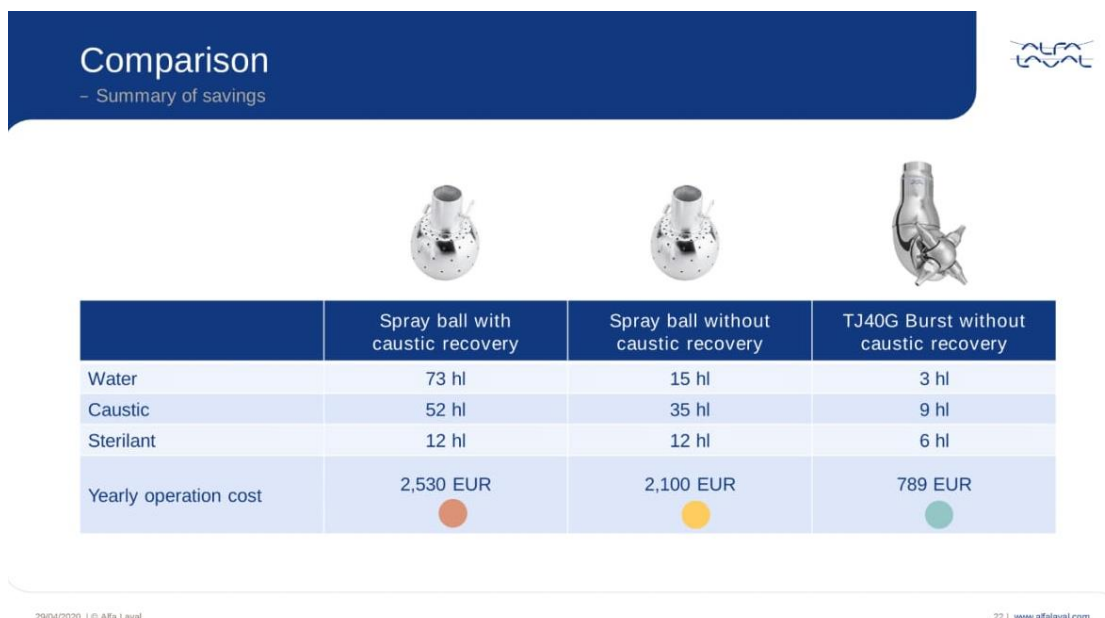 Comparison
– Summary of savings
ALFA
LAVAL
Spray ball with
caustic recovery
Spray ball without
caustic recovery
TJ40G Burst without
caustic recovery
Water 73 hl 15 hl 3 hl
Caustic 52 hl 35 hl 9 hl
Sterilant 12 hl 12 hl 6 hl
Yearly operation cost 2,530 EUR 2,100 EUR 789 EUR
29/04/2020 | © Alfa Laval
22 | www.alfalaval.com